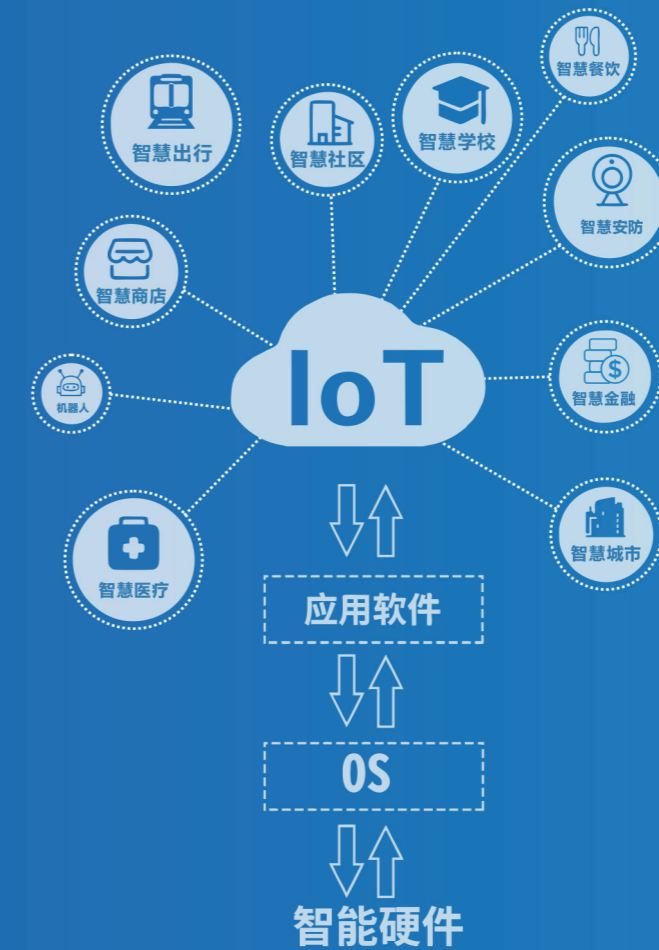 智慧餐饮
智慧出行
智慧社区
智慧学校
智慧安防
智慧商店
IoT
智慧金融
机器人
智慧医疗
智慧城市
应用软件
OS
智能硬件